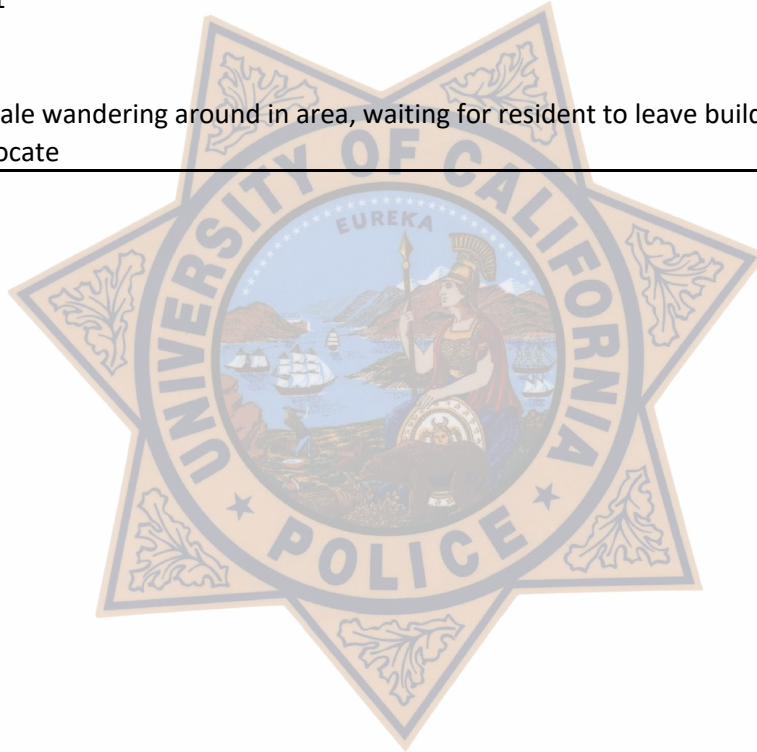 ale wandering around in area, waiting for resident to leave build
ocate
UNIVERSITY OF CALIFORNIA
EUREKA
POLICE